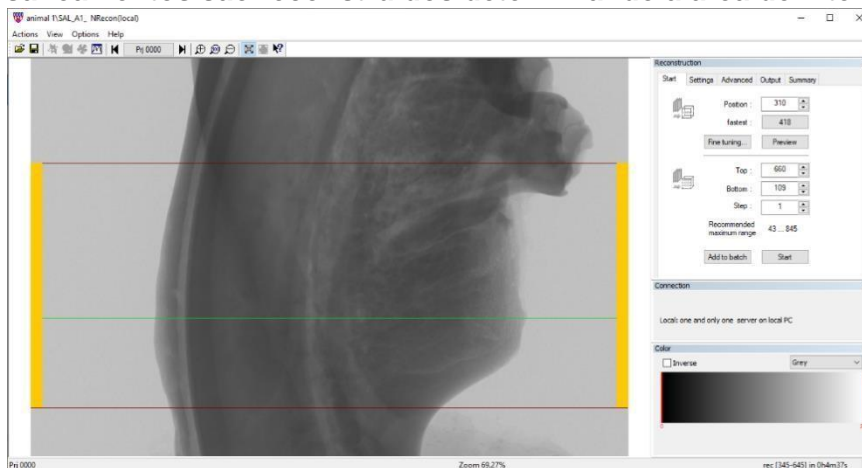 animal 1\SAL_A1_ NRecon(local)
Actions View Options Help
Prj 0000
Reconstruction
Start Settings Advanced Output Summary
Position : 310
fastest : 418
Fine tuning... Preview
Top : 660
Bottom : 109
Step : 1
Recommended
maximum range 43 ... 845
Add to batch Start
Connection
Local: one and only one server on local PC
Color
Inverse Grey
0
Prj 0000 Zoom 69.27% rec [345-645] in 0h4m37s